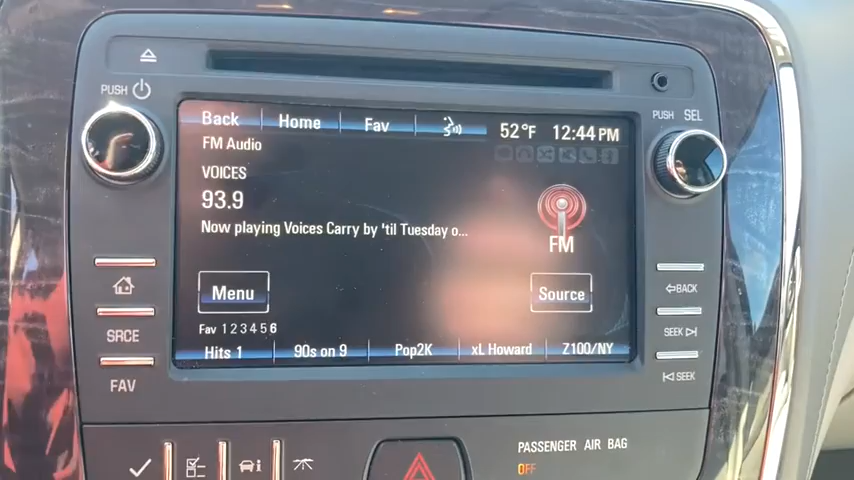 PUSH
PUSH SEL
Back Home Fav 52°F 12:44PM
FM Audio
VOICES
93.9
Now playing Voices Carry by 'til Tuesday o...
FM
Menu Source
BACK
SRCE
SEEK
Fav 1 2 3 4 5 6
Hits 1 90s on 9 Pop2K xL Howard Z100/NY
FAV
SEEK
PASSENGER AIR BAG
OFF